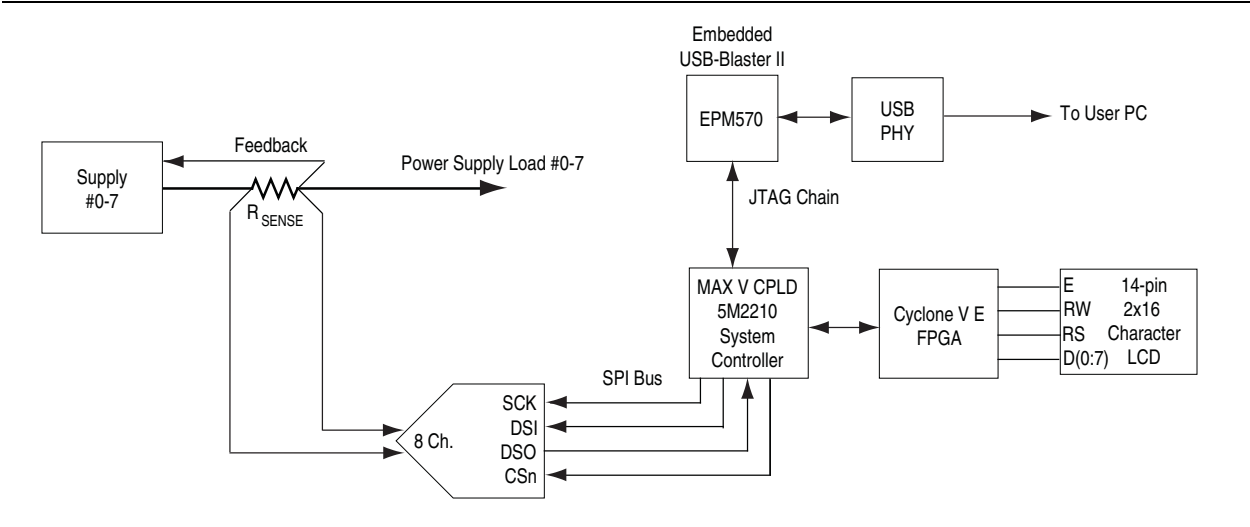 Embedded
USB-Blaster II
EPM570
USB
PHY
To User PC
Feedback
Power Supply Load #0-7
Supply
#0-7
R SENSE
JTAG Chain
MAX V CPLD
5M2210
System
Controller
Cyclone V E
FPGA
E 14-pin
RW 2x16
RS Character
D(0:7) LCD
SPI Bus
8 Ch.
SCK
DSI
DSO
CSn